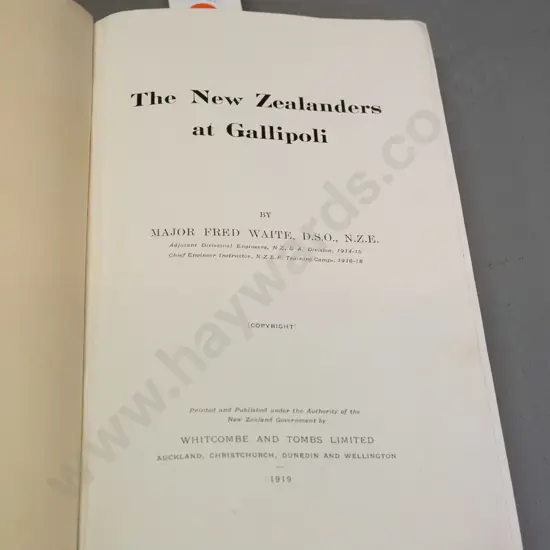 The New Zealanders
at Gallipoli
BY
MAJOR FRED WAITE, D.S.O., N.Z.E.
Adjutant Divisional Engineers, N.Z. & A. Division, 1914-15
Chief Engineer Instructor, N.Z.E.F. Training Camps, 1916-18
[COPYRIGHT]
Printed and Published under the Authority of the
New Zealand Government by
WHITCOMBE AND TOMBS LIMITED
AUCKLAND, CHRISTCHURCH, DUNEDIN AND WELLINGTON
1919
www.haywards.co.